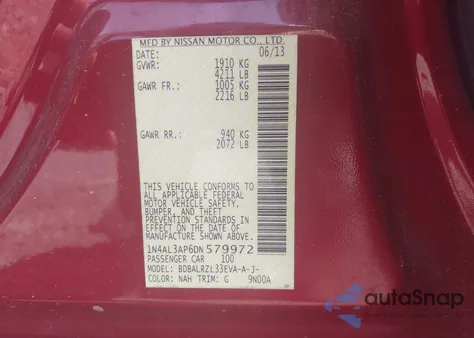 MFD BY NISSAN MOTOR CO., LTD.
DATE: 06/13
GVWR: 1910 KG
4211 LB
GAWR FR.: 1005 KG
2216 LB
GAWR RR.: 940 KG
2072 LB
THIS VEHICLE CONFORMS TO
ALL APPLICABLE FEDERAL
MOTOR VEHICLE SAFETY,
BUMPER, AND THEFT
PREVENTION STANDARDS IN
EFFECT ON THE DATE OF
MANUFACTURE SHOWN ABOVE.
1N4AL3AP6DN579972
PASSENGER CAR 100
MODEL: BDBALRZL33EVA-A-J-
COLOR: NAH TRIM: G 9N00A
autoSnap